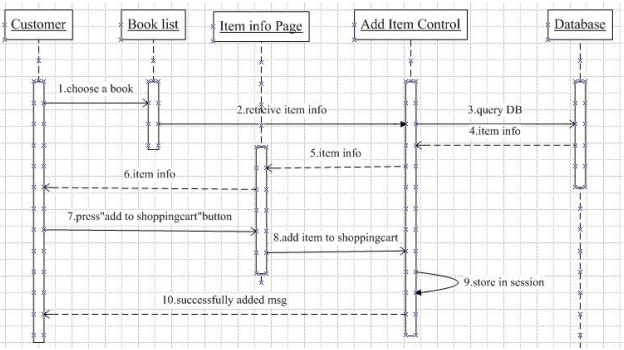 Customer
Book list
Item info Page
Add Item Control
Database
1.choose a book
2.retreive item info
3.query DB
4.item info
5.item info
6.item info
7.press"add to shoppingcart"button
8.add item to shoppingcart
9.store in session
10.successfully added msg